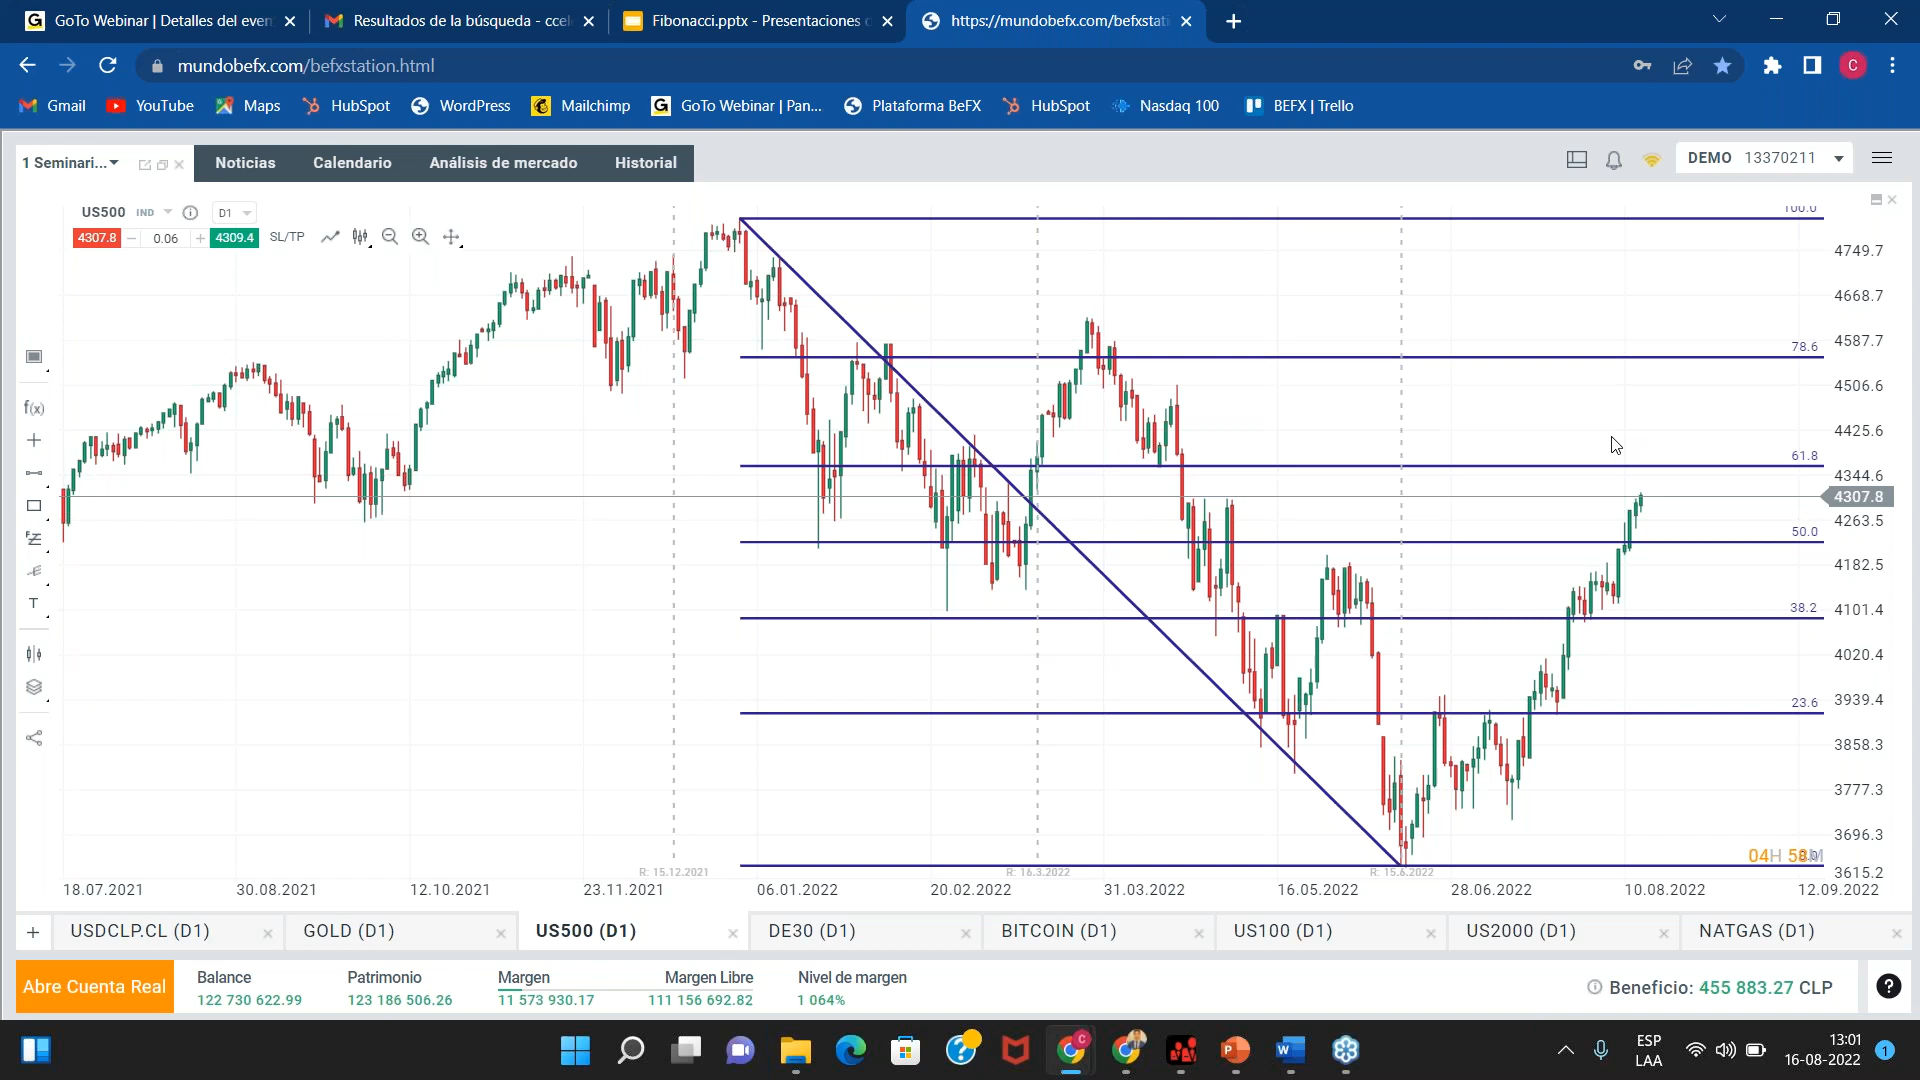 GoTo Webinar | Detalles del even
Resultados de la búsqueda - ccel
Fibonacci.pptx - Presentaciones
https://mundobefx.com/befxstati
mundobefx.com/befxstation.html
C
Gmail
YouTube
Maps
HubSpot
WordPress
Mailchimp
GoTo Webinar | Pan...
Plataforma BeFX
HubSpot
Nasdaq 100
BEFX | Trello
1 Seminari...
Noticias
Calendario
Análisis de mercado
Historial
DEMO 13370211
US500 IND
D1
4307.8
0.06
4309.4
SL/TP
f(x)
T
100.0
78.6
61.8
50.0
38.2
23.6
4749.7
4668.7
4587.7
4506.6
4425.6
4344.6
4307.8
4263.5
4182.5
4101.4
4020.4
3939.4
3858.3
3777.3
3696.3
3615.2
R: 15.12.2021
R: 16.3.2022
R: 15.6.2022
18.07.2021
30.08.2021
12.10.2021
23.11.2021
06.01.2022
20.02.2022
31.03.2022
16.05.2022
28.06.2022
10.08.2022
12.09.2022
USDCLP.CL (D1)
GOLD (D1)
US500 (D1)
DE30 (D1)
BITCOIN (D1)
US100 (D1)
US2000 (D1)
NATGAS (D1)
Abre Cuenta Real
Balance
122 730 622.99
Patrimonio
123 186 506.26
Margen
11 573 930.17
Margen Libre
111 156 692.82
Nivel de margen
1 064%
Beneficio: 455 883.27 CLP
ESP
LAA
13:01
16-08-2022
1